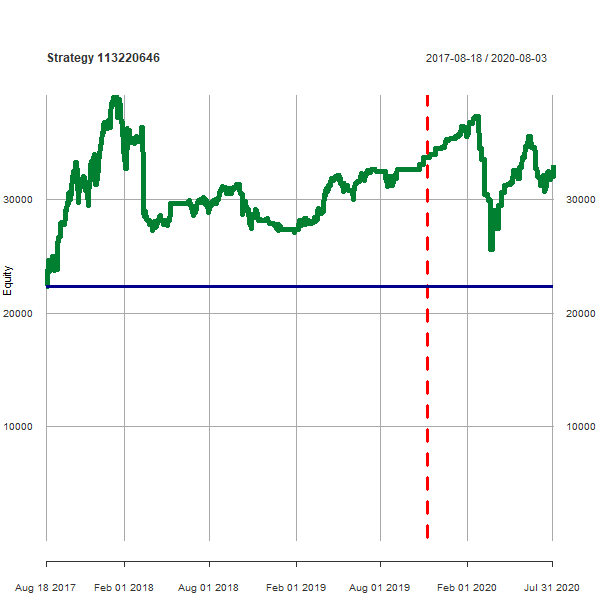 Strategy 113220646
2017-08-18 / 2020-08-03
30000
30000
Equity
20000
20000
10000
10000
Aug 18 2017
Feb 01 2018
Aug 01 2018
Feb 01 2019
Aug 01 2019
Feb 01 2020
Jul 31 2020